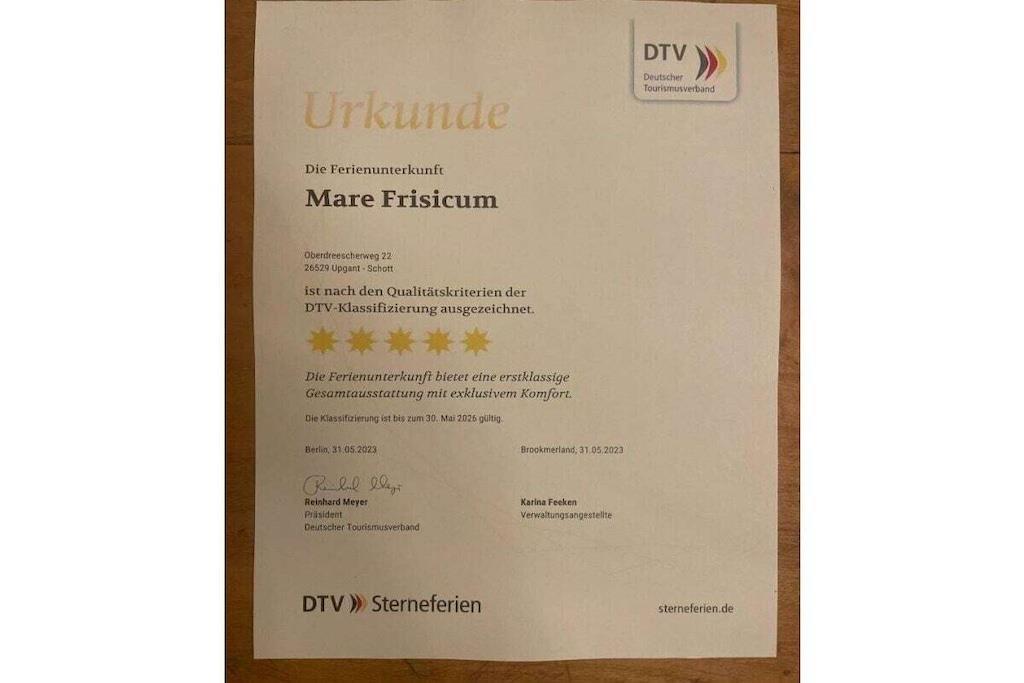 DTV
Deutscher
Tourismusverband
Urkunde
Die Ferienunterkunft
Mare Frisicum
Oberdreescherweg 22
26529 Upgant - Schott
ist nach den Qualitätskriterien der
DTV-Klassifizierung ausgezeichnet.
Die Ferienunterkunft bietet eine erstklassige
Gesamtausstattung mit exklusivem Komfort.
Die Klassifizierung ist bis zum 30. Mai 2026 gültig.
Berlin, 31.05.2023
Brookmerland, 31.05.2023
Reinhard Meyer
Präsident
Deutscher Tourismusverband
Karina Feeken
Verwaltungsangestellte
DTV Sterneferien
sterneferien.de